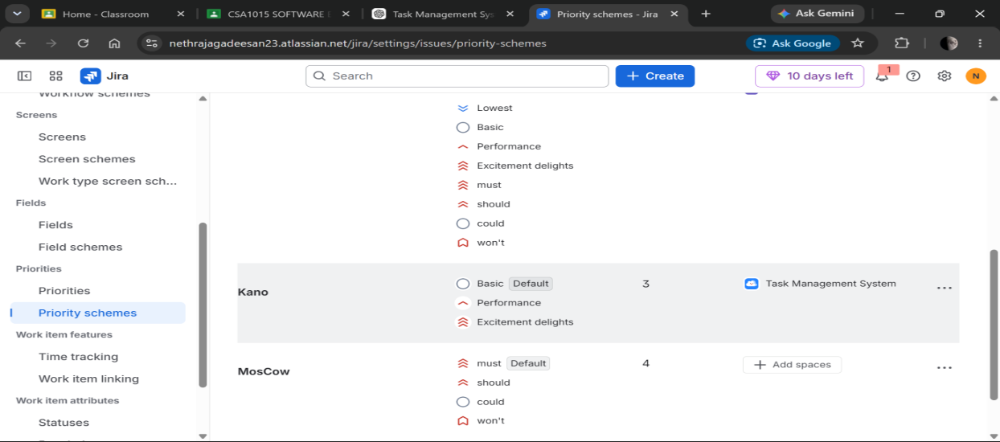 Home - Classroom
CSA1015 SOFTWARE E
Task Management Sys
Priority schemes - Jira
Ask Gemini
nethrajagadeesan23.atlassian.net/jira/settings/issues/priority-schemes
Ask Google
Jira
Search
+ Create
10 days left
1
N
Workflow schemes
Screens
Screens
Screen schemes
Work type screen sch...
Fields
Fields
Field schemes
Priorities
Priorities
Priority schemes
Work item features
Time tracking
Work item linking
Work item attributes
Statuses
Lowest
Basic
Performance
Excitement delights
must
should
could
won't
Kano
Basic Default
Performance
Excitement delights
3
Task Management System
MosCow
must Default
should
could
won't
4
+ Add spaces